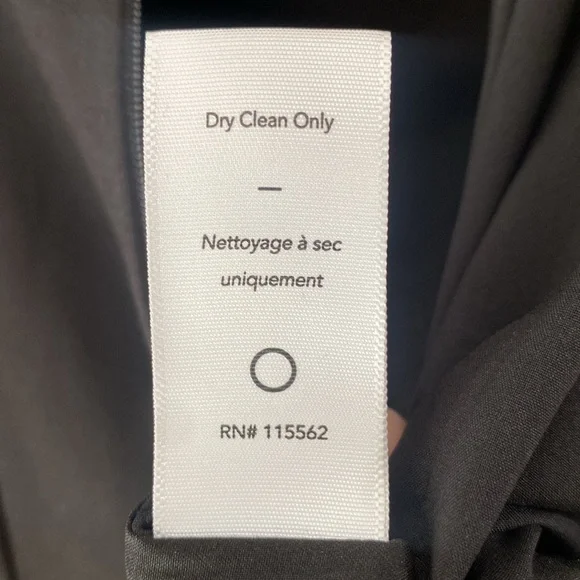 Dry Clean Only
—
Nettoyage à sec
uniquement
RN# 115562